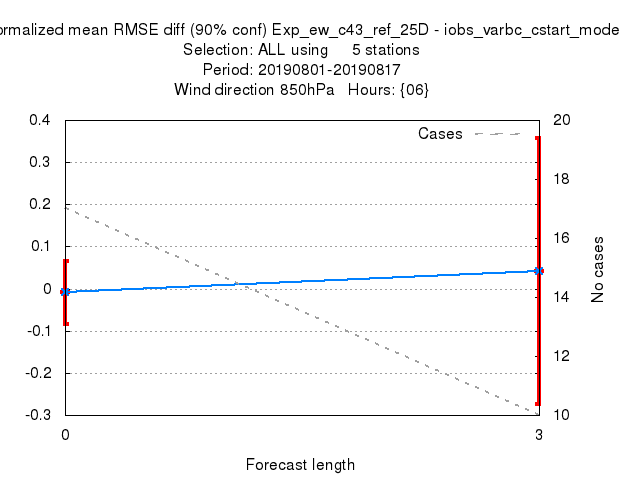 ormalized mean RMSE diff (90% conf) Exp_ew_c43_ref_25D - iobs_varbc_cstart_mode
Selection: ALL using 5 stations
Period: 20190801-20190817
Wind direction 850hPa Hours: {06}
Cases
0.4
0.3
0.2
0.1
0
-0.1
-0.2
-0.3
20
18
16
14
12
10
No cases
0
3
Forecast length